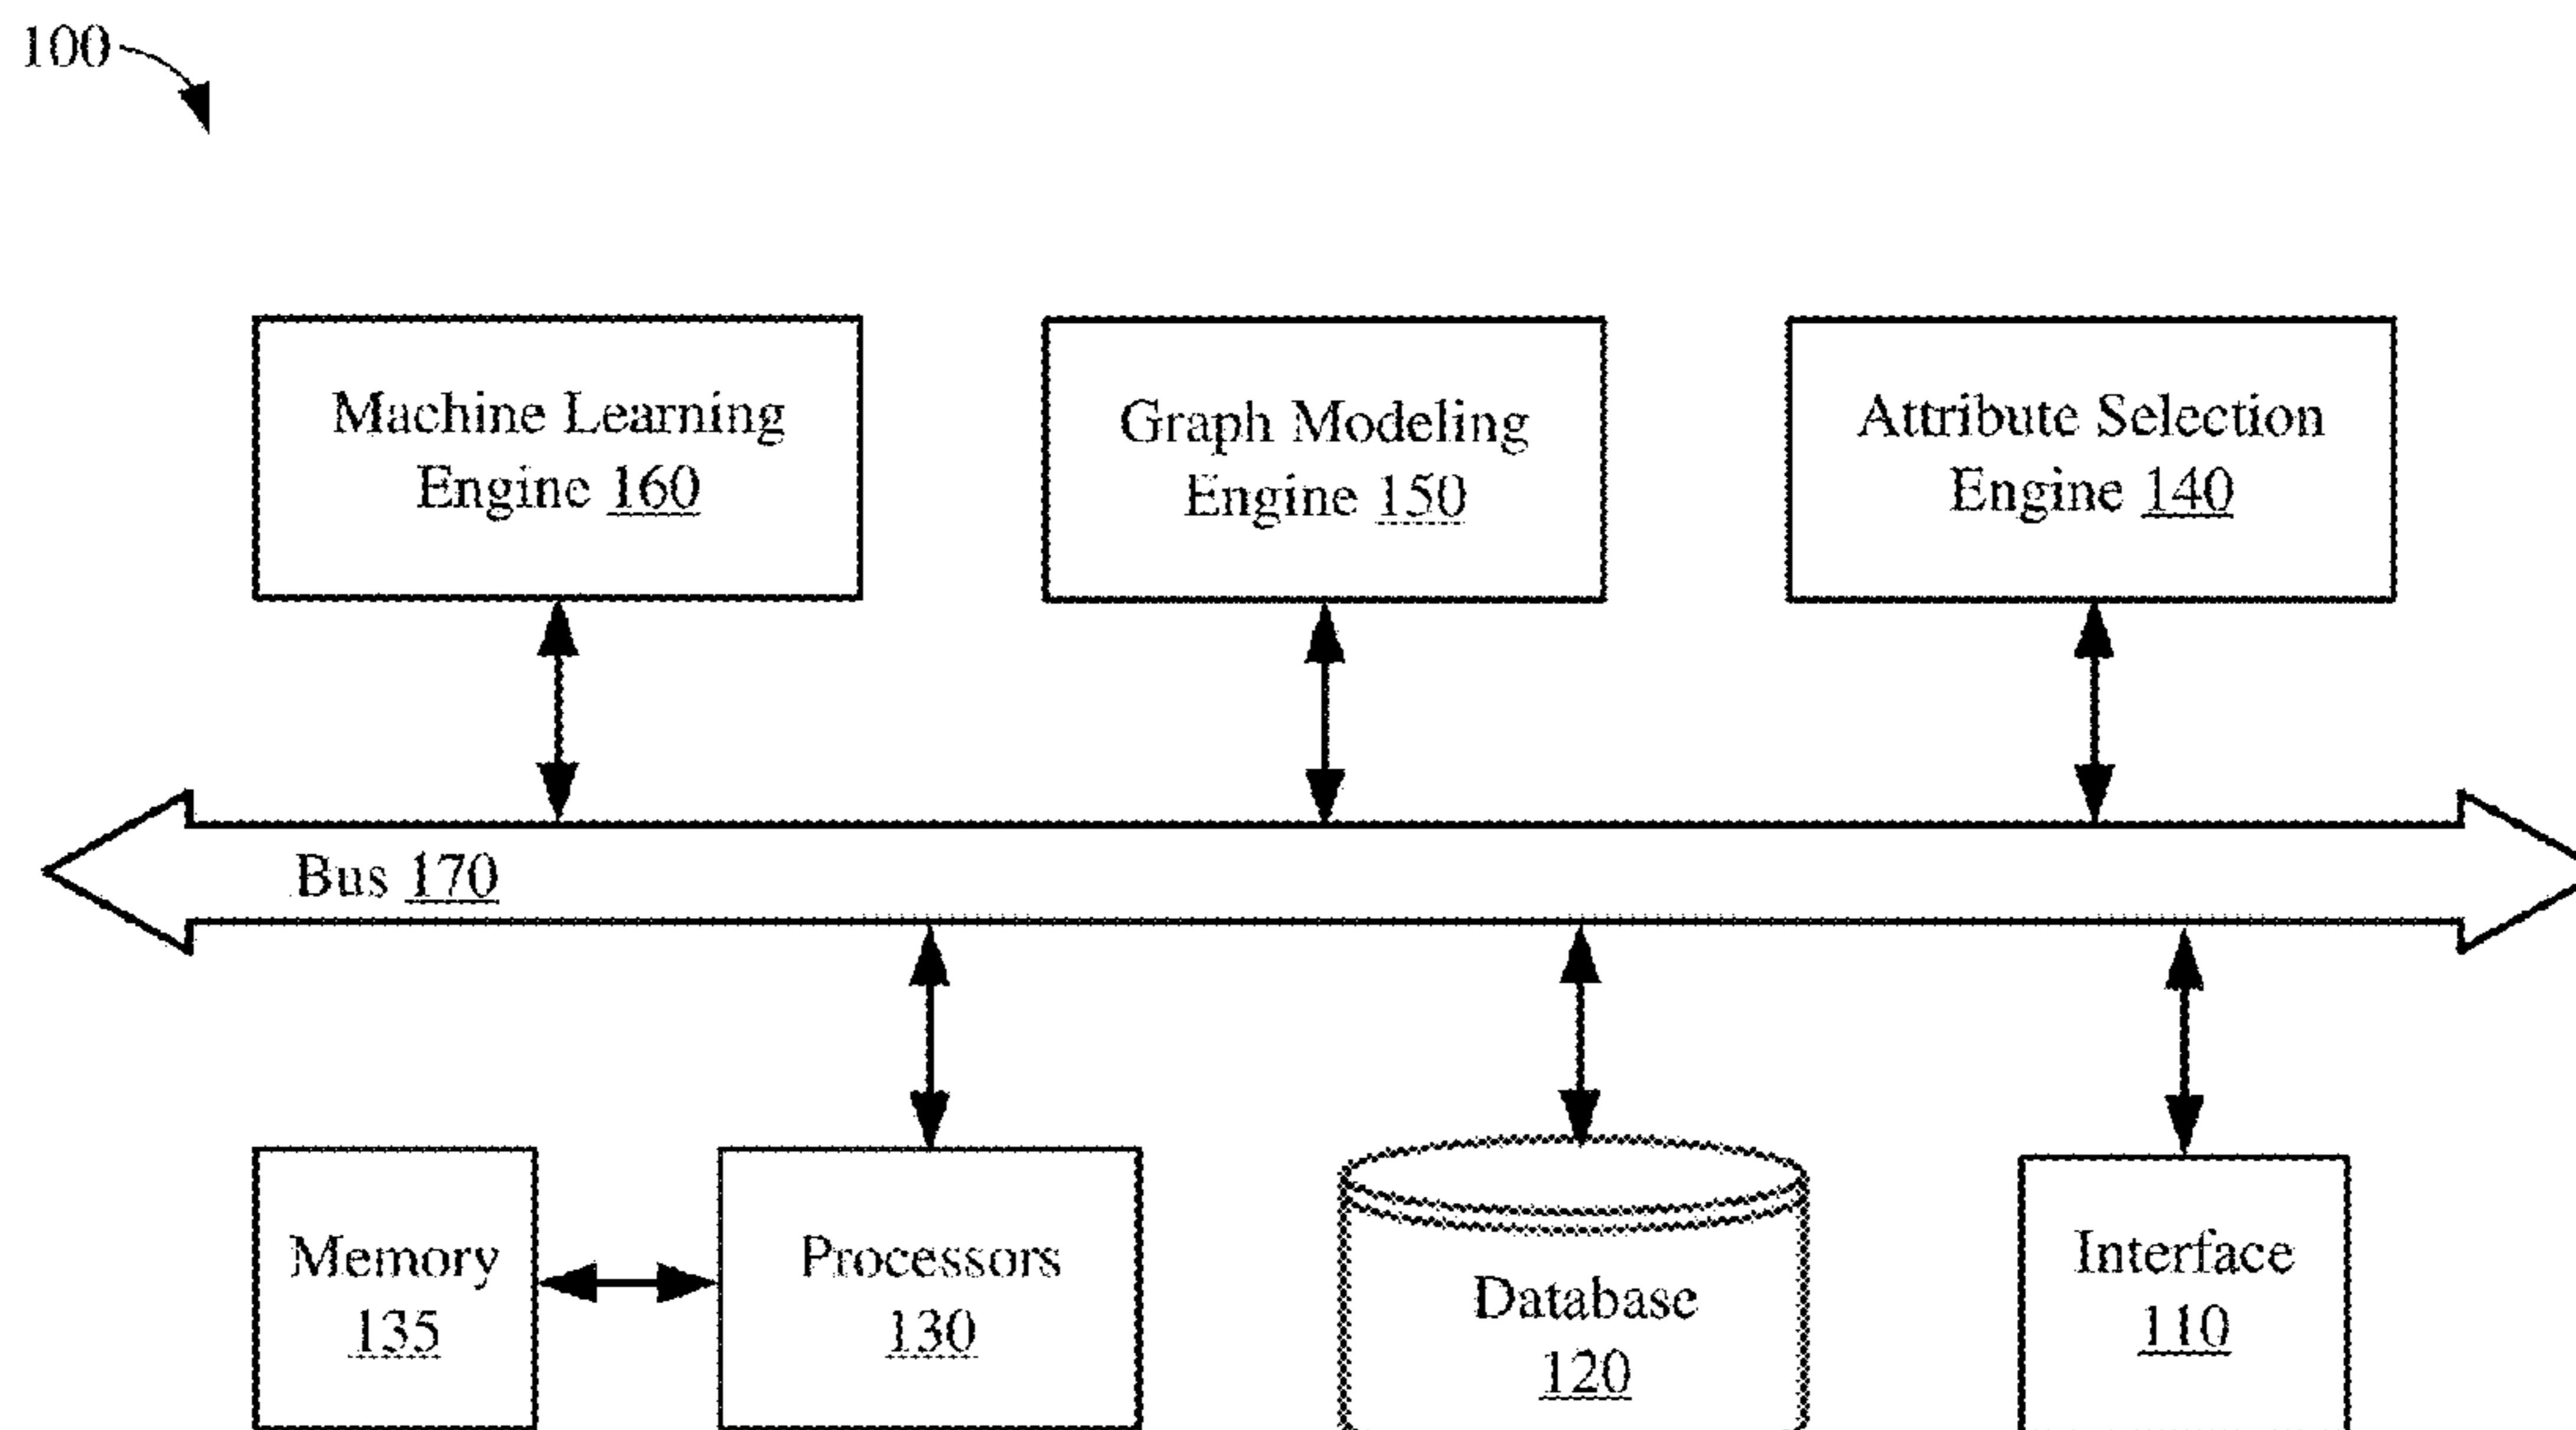 100
Machine Learning
Engine 160
Graph Modeling
Engine 150
Attribute Selection
Engine 140
Bus 170
Memory
135
Processors
130
Database
120
Interface
110